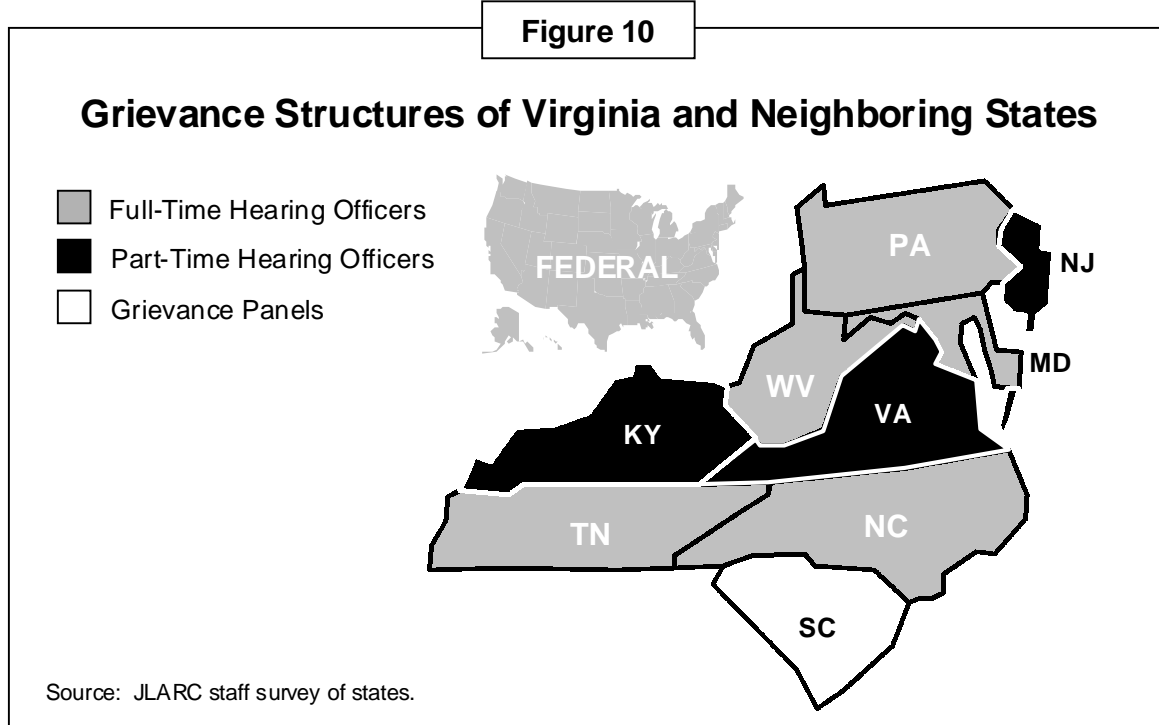 Figure 10
Grievance Structures of Virginia and Neighboring States
Full-Time Hearing Officers
Part-Time Hearing Officers
Grievance Panels
FEDERAL
PA
NJ
MD
WV
VA
KY
TN
NC
SC
Source: JLARC staff survey of states.